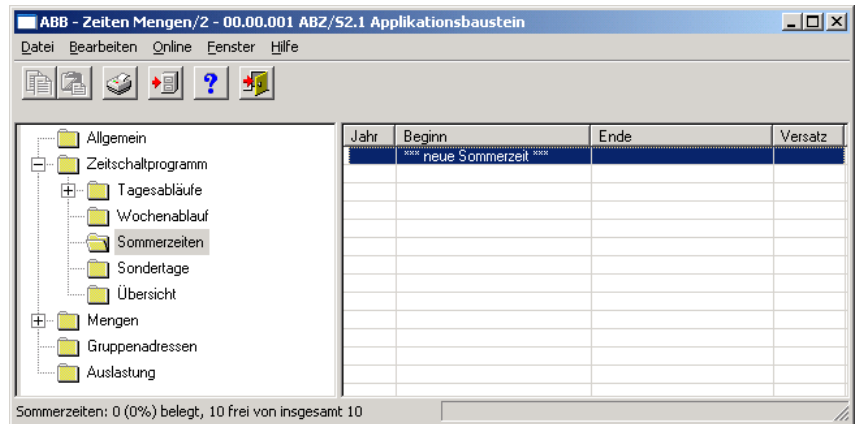 ABB - Zeiten Mengen/2 - 00.00.001 ABZ/S2.1 Applikationsbaustein
Datei Bearbeiten Online Fenster Hilfe
Allgemein
Zeitschaltprogramm
Tagesabläufe
Wochenablauf
Sommerzeiten
Sondertage
Übersicht
Mengen
Gruppenadressen
Auslastung
Jahr Beginn Ende Versatz
*** neue Sommerzeit ***
Sommerzeiten: 0 (0%) belegt, 10 frei von insgesamt 10